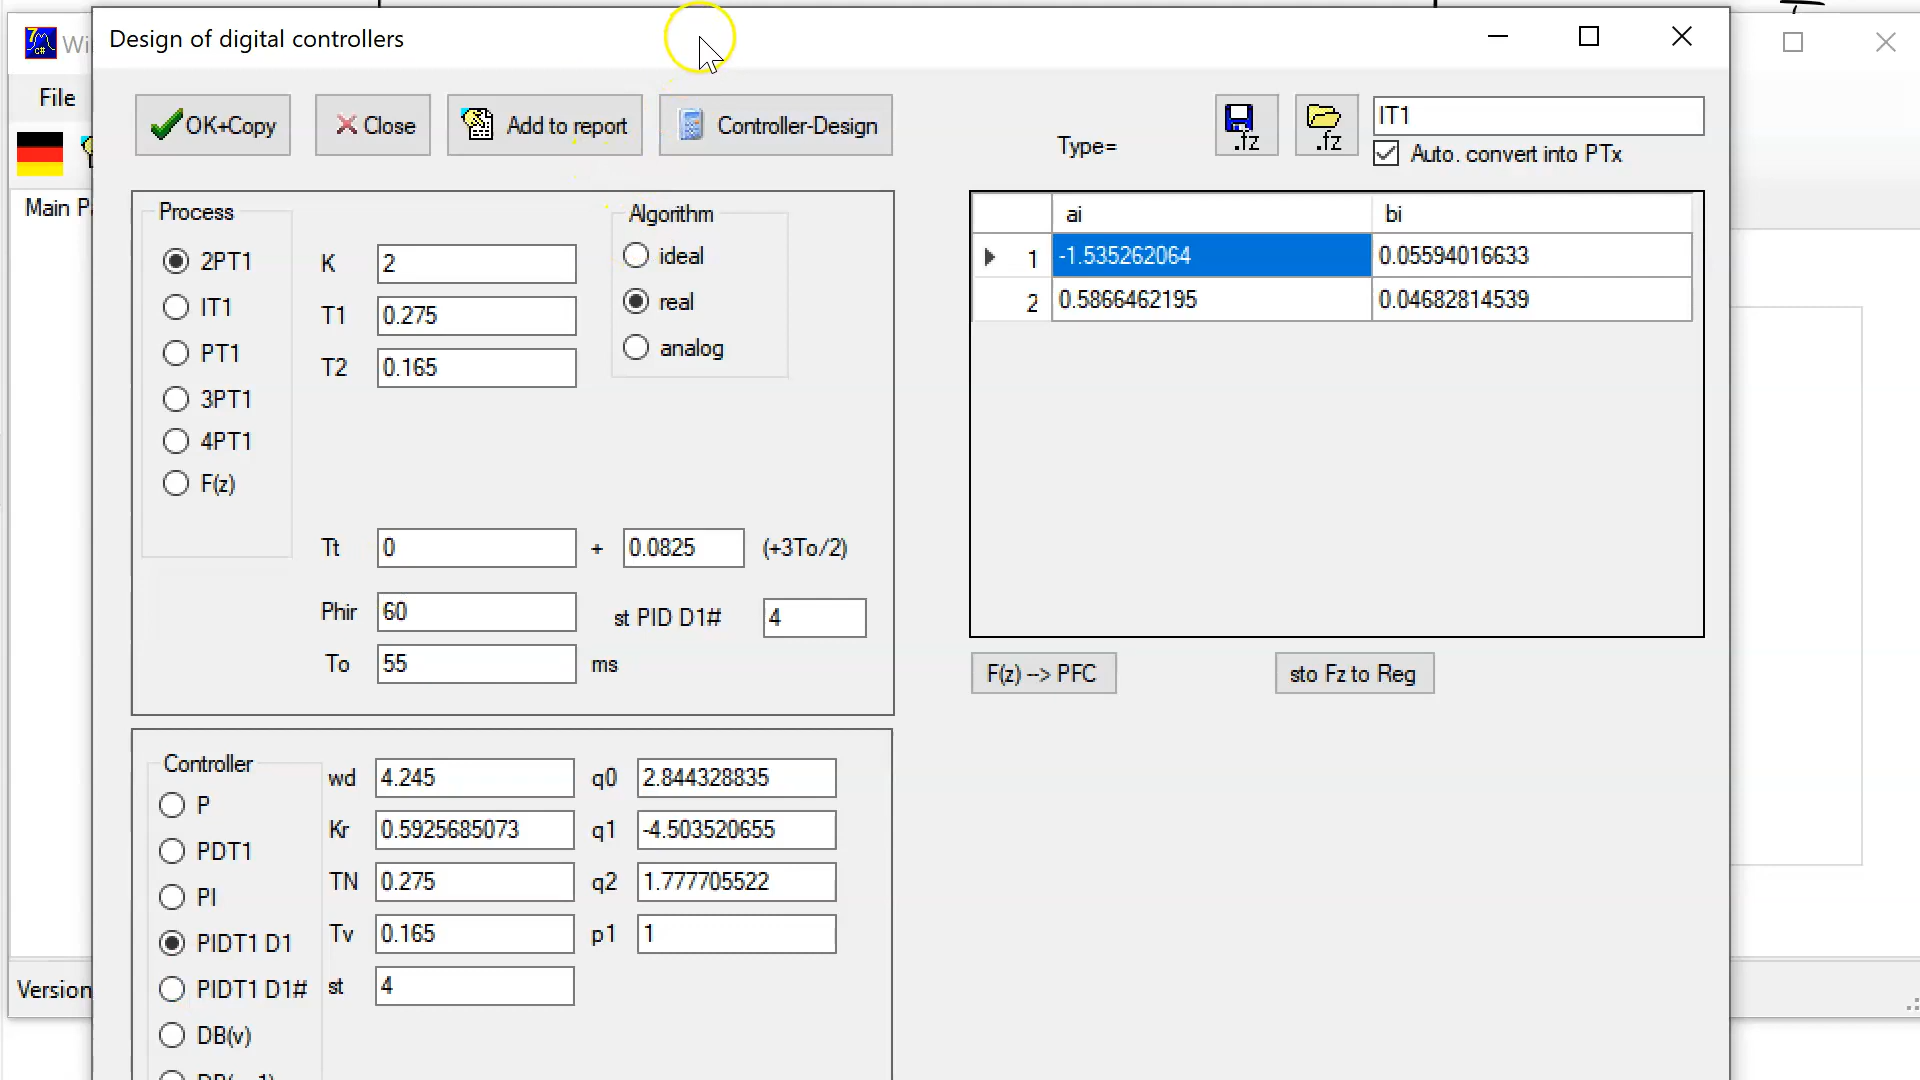 Wi
Design of digital controllers
File
OK+Copy
Close
Add to report
Controller-Design
Type=
.fz
.fz
IT1
Auto. convert into PTx
Main P
Process
2PT1
IT1
PT1
3PT1
4PT1
F(z)
K 2
T1 0.275
T2 0.165
Algorithm
ideal
real
analog
Tt 0 + 0.0825 (+3To/2)
Phir 60 st PID D1# 4
To 55 ms
ai bi
1 -1.535262064 0.05594016633
2 0.5866462195 0.04682814539
F(z) --> PFC
sto Fz to Reg
Controller
P
PDT1
PI
PIDT1 D1
PIDT1 D1#
DB(v)
wd 4.245 q0 2.844328835
Kr 0.5925685073 q1 -4.503520655
TN 0.275 q2 1.777705522
Tv 0.165 p1 1
st 4
Version